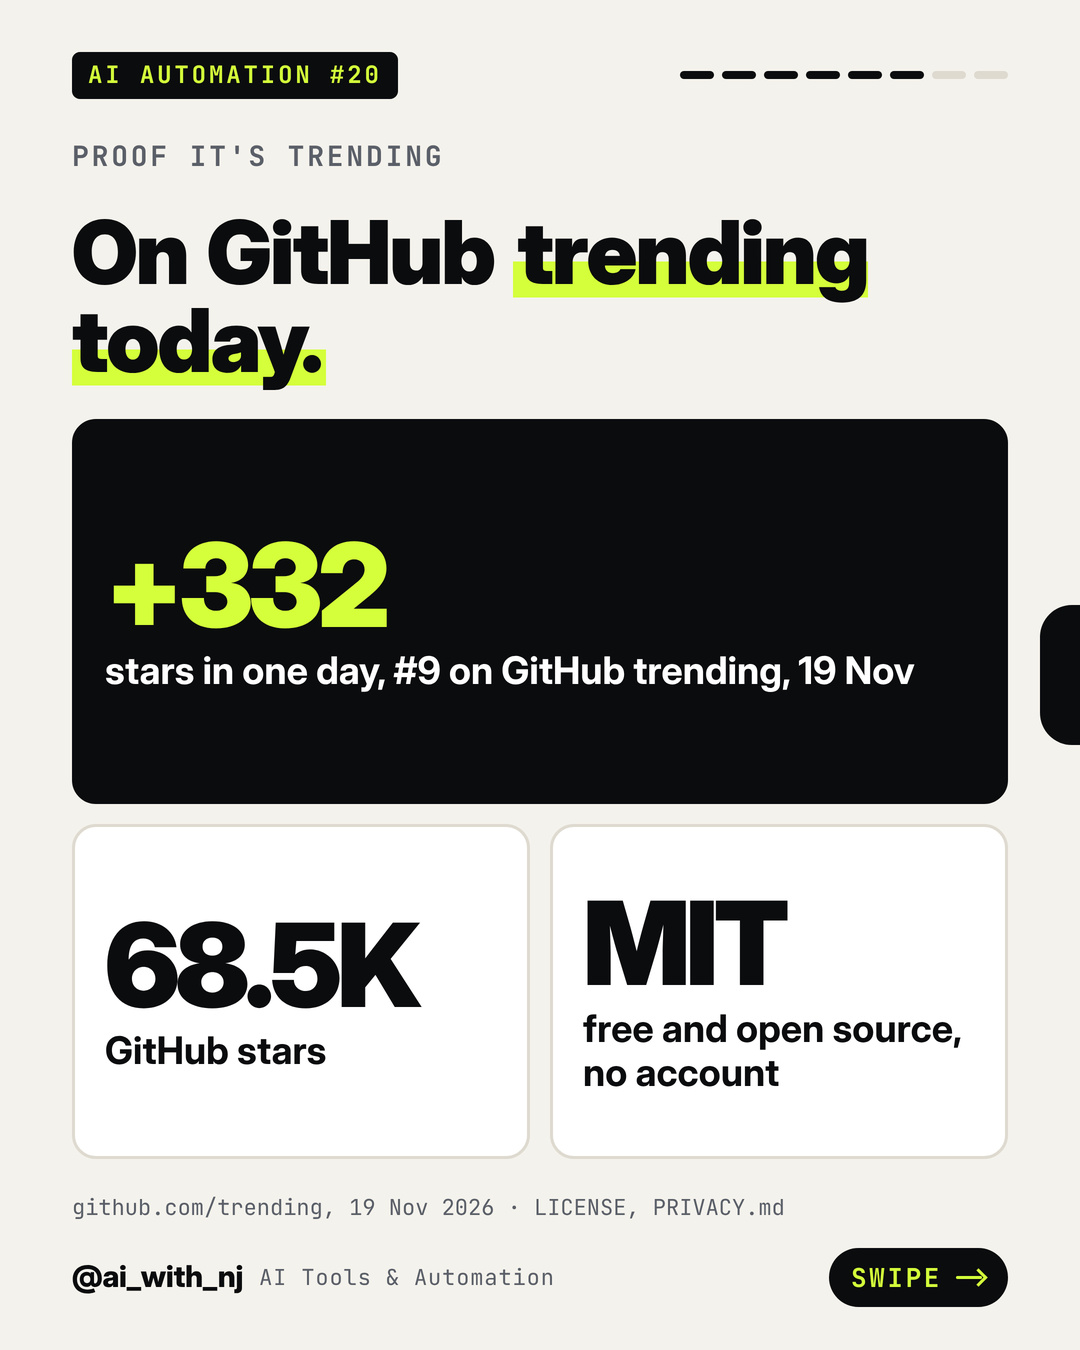 AI AUTOMATION #20
PROOF IT'S TRENDING
On GitHub trending
today.
+332
stars in one day, #9 on GitHub trending, 19 Nov
68.5K
GitHub stars
MIT
free and open source,
no account
github.com/trending, 19 Nov 2026 · LICENSE, PRIVACY.md
@ai_with_nj AI Tools & Automation
SWIPE →